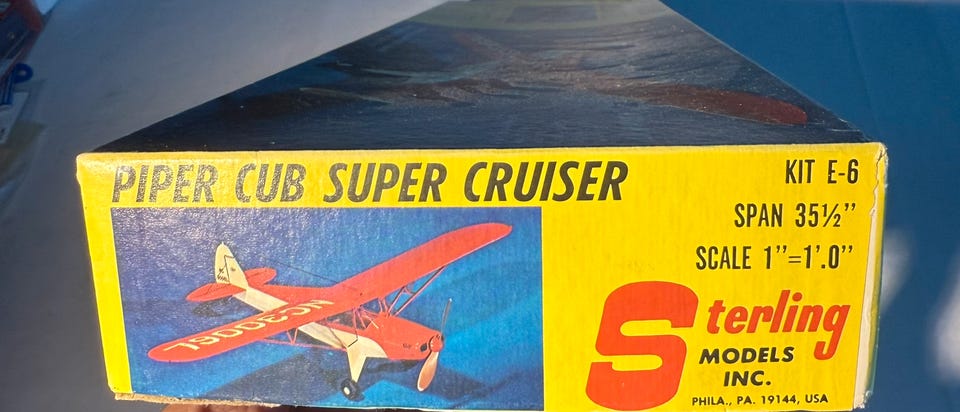 PIPER CUB SUPER CRUISER
KIT E-6
SPAN 35½"
SCALE 1"=1'.0"
Sterling
MODELS
INC.
PHILA., PA. 19144, USA